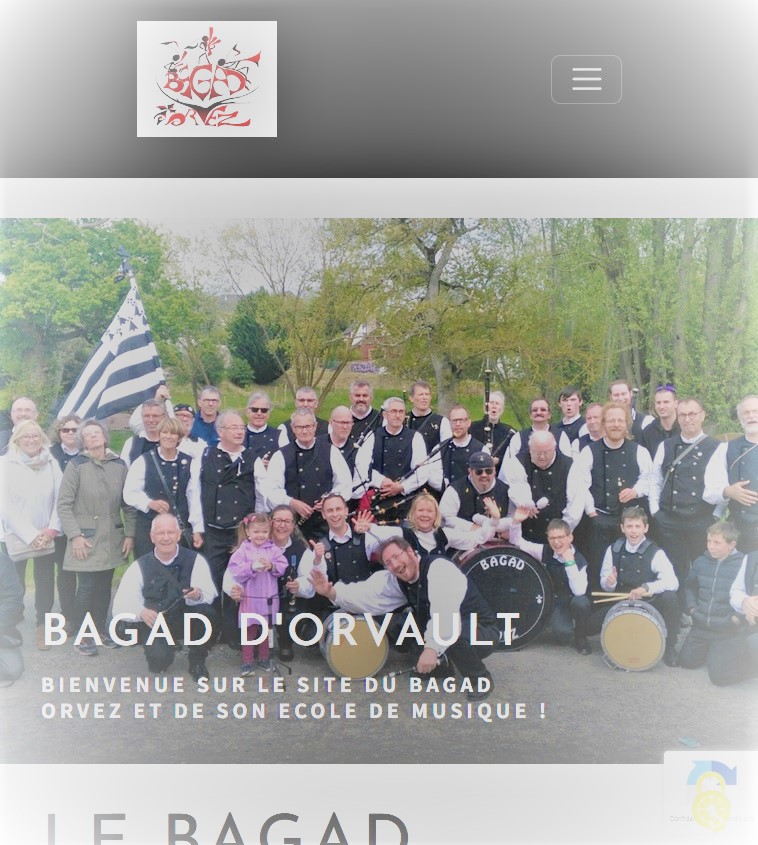 BAGAD
ORVEZ
BAGAD
BAGAD D'ORVAULT
BIENVENUE SUR LE SITE DU BAGAD
ORVEZ ET DE SON ECOLE DE MUSIQUE !
LE BAGAD